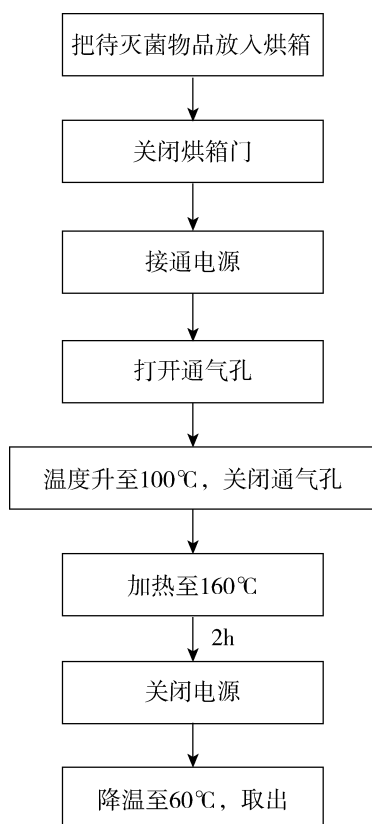 把待灭菌物品放入烘箱
关闭烘箱门
接通电源
打开通气孔
温度升至100℃，关闭通气孔
加热至160℃
2h
关闭电源
降温至60℃，取出